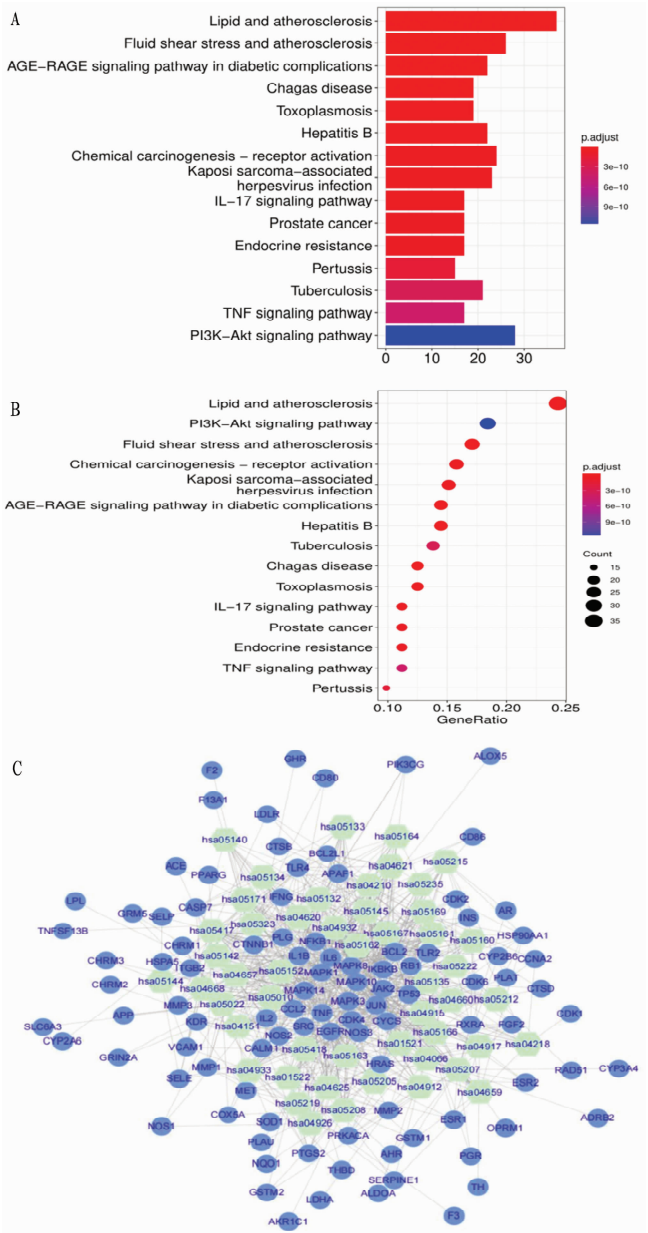 A
Lipid and atherosclerosis
Fluid shear stress and atherosclerosis
AGE−RAGE signaling pathway in diabetic complications
Chagas disease
Toxoplasmosis
Hepatitis B
Chemical carcinogenesis − receptor activation
Kaposi sarcoma−associated
herpesvirus infection
IL−17 signaling pathway
Prostate cancer
Endocrine resistance
Pertussis
Tuberculosis
TNF signaling pathway
PI3K−Akt signaling pathway
0 10 20 30
p.adjust
3e−10
6e−10
9e−10
B
Lipid and atherosclerosis
PI3K−Akt signaling pathway
Fluid shear stress and atherosclerosis
Chemical carcinogenesis − receptor activation
Kaposi sarcoma−associated
herpesvirus infection
AGE−RAGE signaling pathway in diabetic complications
Hepatitis B
Tuberculosis
Chagas disease
Toxoplasmosis
IL−17 signaling pathway
Prostate cancer
Endocrine resistance
TNF signaling pathway
Pertussis
0.10 0.15 0.20 0.25
GeneRatio
p.adjust
3e−10
6e−10
9e−10
Count
15
20
25
30
35
C
GHR
ALOX5
F2
CD80
PIK3CG
F13A1
LDLR
hsa05133
hsa05164
hsa05140
CTSB
BCL2L1
CD86
ACE
PPARG
hsa05134
TLR4
APAF1
hsa04621
hsa05215
hsa04210
hsa05235
LPL
CASP7
hsa05171
IFNG
hsa05132
CDK2
GRM5
SELP
hsa05145
hsa05169
INS
AR
TNFSF13B
hsa05417
hsa05323
hsa04620
hsa04932
hsa05167
hsa05161
HSP90AA1
CHRM1
CTNNB1
PLG
NFKB1
hsa05162
hsa05160
CHRM3
HSPA5
hsa05142
IL1B
IL6
BCL2
TLR2
CYP2B6
CCNA2
ITGB2
hsa04657
hsa05152
MAPK1
MAPK8
IKBKB
RB1
hsa05222
CHRM2
hsa05144
hsa04668
MAPK14
MAPK10
JAK2
hsa05135
CDK6
PLAT
CTSD
APP
MMP3
hsa05022
hsa05010
CCL2
MAPK3
JUN
TP53
hsa04660
hsa05212
SLC6A3
KDR
hsa04151
IL2
TNF
CDK4
CYCS
hsa04915
RXRA
PGF2
CDK1
CYP2A6
VCAM1
NOS2
EGFR
NOS3
hsa05166
GRIN2A
CALM1
hsa05418
hsa05163
hsa01521
hsa04917
hsa04218
MMP1
HRAS
hsa04066
hsa05207
RAD51
CYP3A4
SELE
hsa04933
hsa01522
hsa04625
hsa05205
hsa04912
hsa04659
ESR2
MET
hsa05219
hsa05208
MMP2
COX5A
NOS1
SOD1
hsa04926
ESR1
ADRB2
PLAU
PRKACA
GSTM1
OPRM1
NQO1
PTGS2
AHR
PGR
THBD
SERPINE1
GSTM2
LDHA
ALDOA
TH
AKR1C1
F3